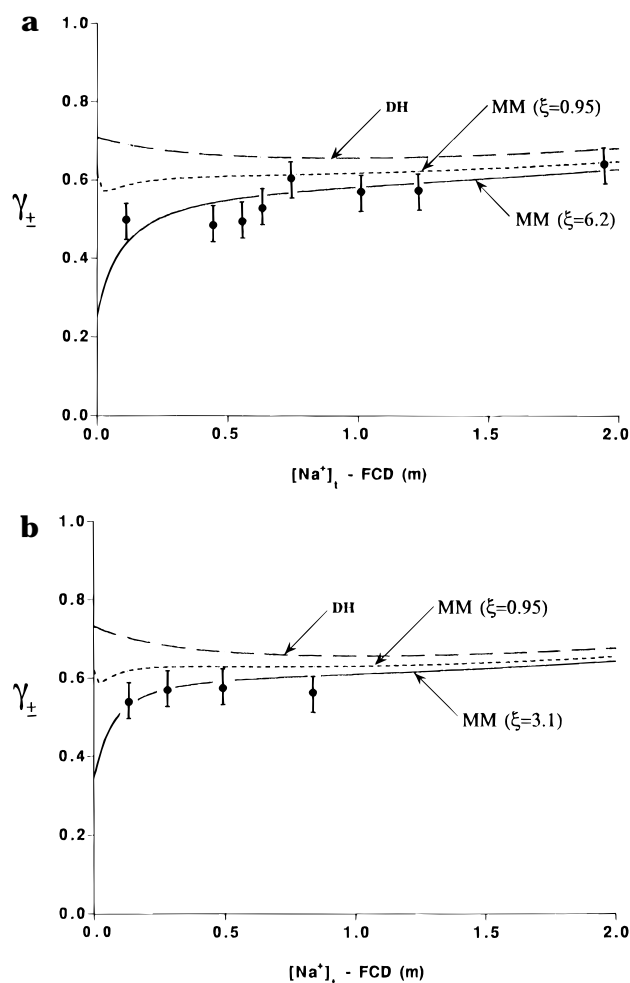 a
1.0
0.8
0.6
0.4
0.2
0.0
γ±
DH
MM (ξ=0.95)
MM (ξ=6.2)
0.0 0.5 1.0 1.5 2.0
[Na⁺]t - FCD (m)
b
1.0
0.8
0.6
0.4
0.2
0.0
γ±
DH
MM (ξ=0.95)
MM (ξ=3.1)
0.0 0.5 1.0 1.5 2.0
[Na⁺] - FCD (m)